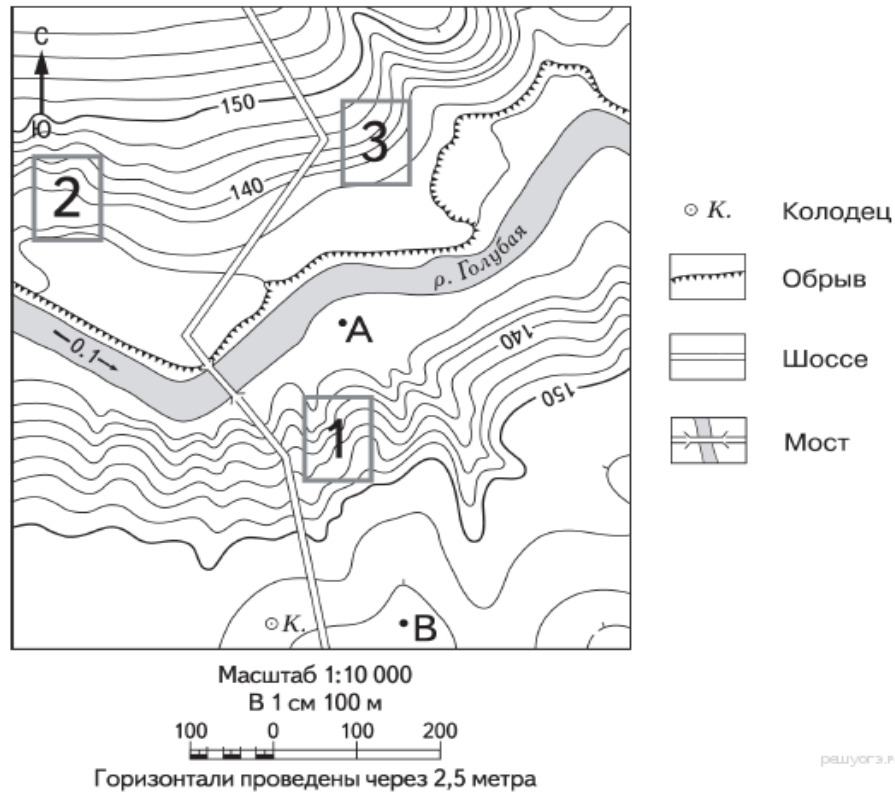 С
Ю
150
3
2
140
К. Колодец
р. Голубая
Обрыв
А
140
0.1
Шоссе
150
1
Мост
К.
В
Масштаб 1:10 000
В 1 см 100 м
100 0 100 200
Горизонтали проведены через 2,5 метра